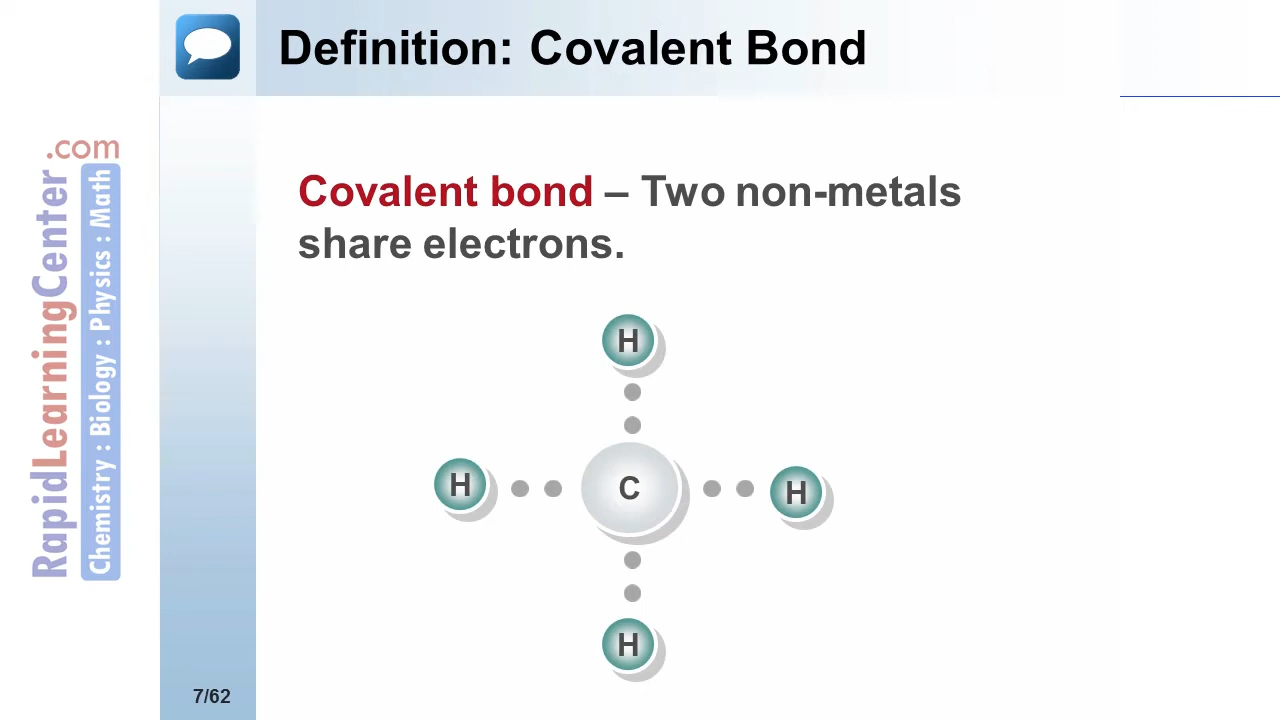 Definition: Covalent Bond
RapidLearningCenter.com
Chemistry : Biology : Physics : Math
Covalent bond – Two non-metals
share electrons.
H
H C H
H
7/62